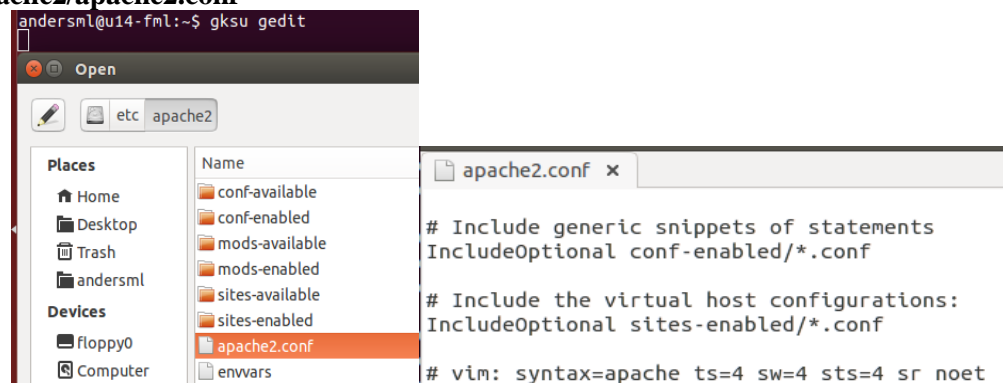 ache2/apache2.conf
andersml@u14-fml:~$ gksu gedit
Open
etc apache2
Places
Home
Desktop
Trash
andersml
Devices
floppy0
Computer
Name
conf-available
conf-enabled
mods-available
mods-enabled
sites-available
sites-enabled
apache2.conf
envvars
apache2.conf x
# Include generic snippets of statements
IncludeOptional conf-enabled/*.conf
# Include the virtual host configurations:
IncludeOptional sites-enabled/*.conf
# vim: syntax=apache ts=4 sw=4 sts=4 sr noet